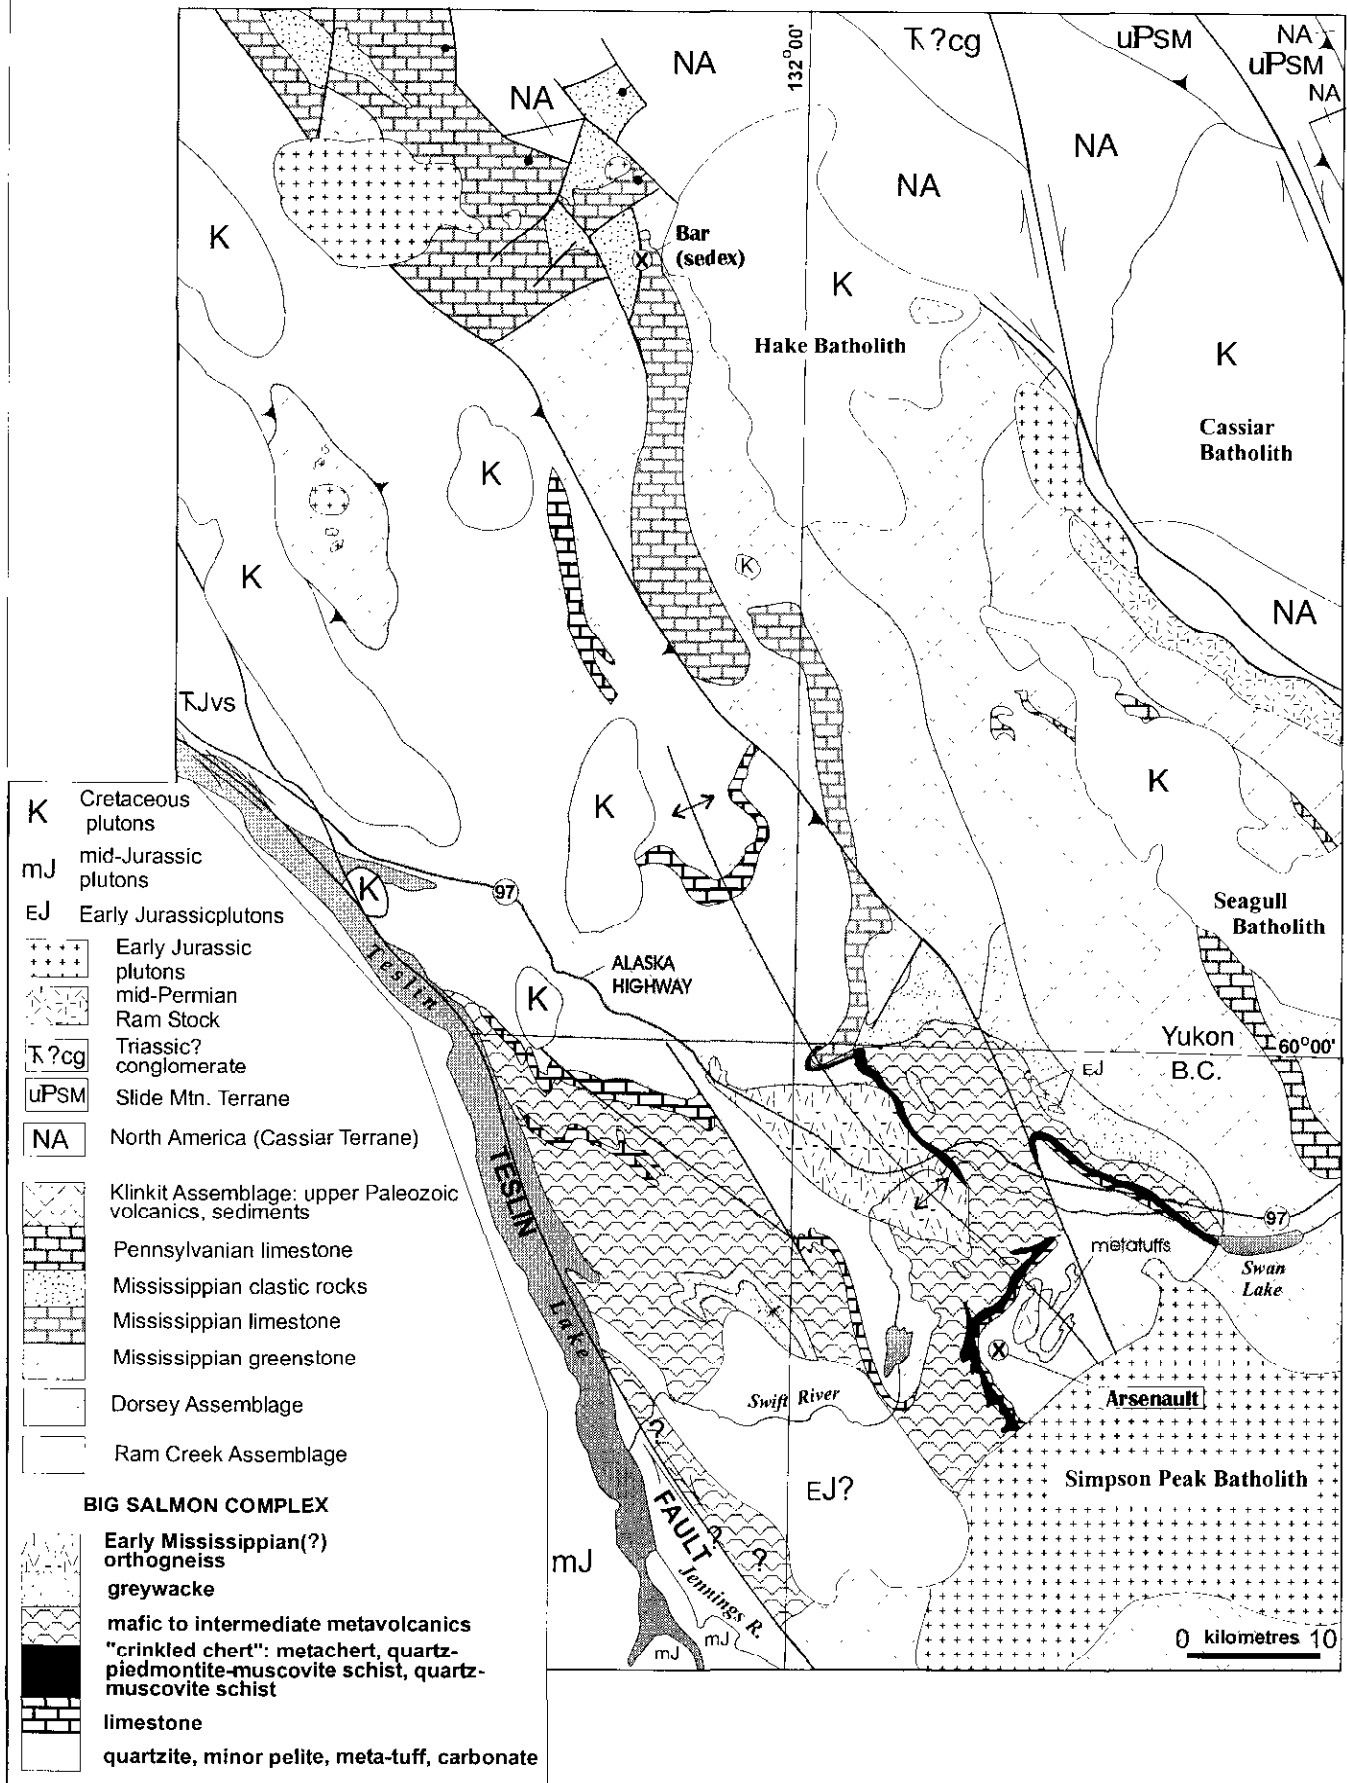 NA
132°00'
Ʀ?cg
uPSM
NA
uPSM
NA
NA
NA
NA
K
Bar
(sedex)
K
Hake Batholith
K
Cassiar
Batholith
K
K
K
NA
ƦJvs
K
K
K
97
Seagull
Batholith
Teslin
ALASKA
HIGHWAY
K
Yukon
60°00'
B.C.
EJ
TESLIN
97
metatuffs
Swan
Lake
Lake
X
Swift River
Arsenault
?
EJ?
Simpson Peak Batholith
FAULT
?
?
mJ
Jennings R.
mJ
mJ
0 kilometres 10
K Cretaceous
plutons
mJ mid-Jurassic
plutons
EJ Early Jurassicplutons
Early Jurassic
plutons
mid-Permian
Ram Stock
Ʀ?cg Triassic?
conglomerate
uPSM Slide Mtn. Terrane
NA North America (Cassiar Terrane)
Klinkit Assemblage: upper Paleozoic
volcanics, sediments
Pennsylvanian limestone
Mississippian clastic rocks
Mississippian limestone
Mississippian greenstone
Dorsey Assemblage
Ram Creek Assemblage
BIG SALMON COMPLEX
Early Mississippian(?)
orthogneiss
greywacke
mafic to intermediate metavolcanics
"crinkled chert": metachert, quartz-
piedmontite-muscovite schist, quartz-
muscovite schist
limestone
quartzite, minor pelite, meta-tuff, carbonate